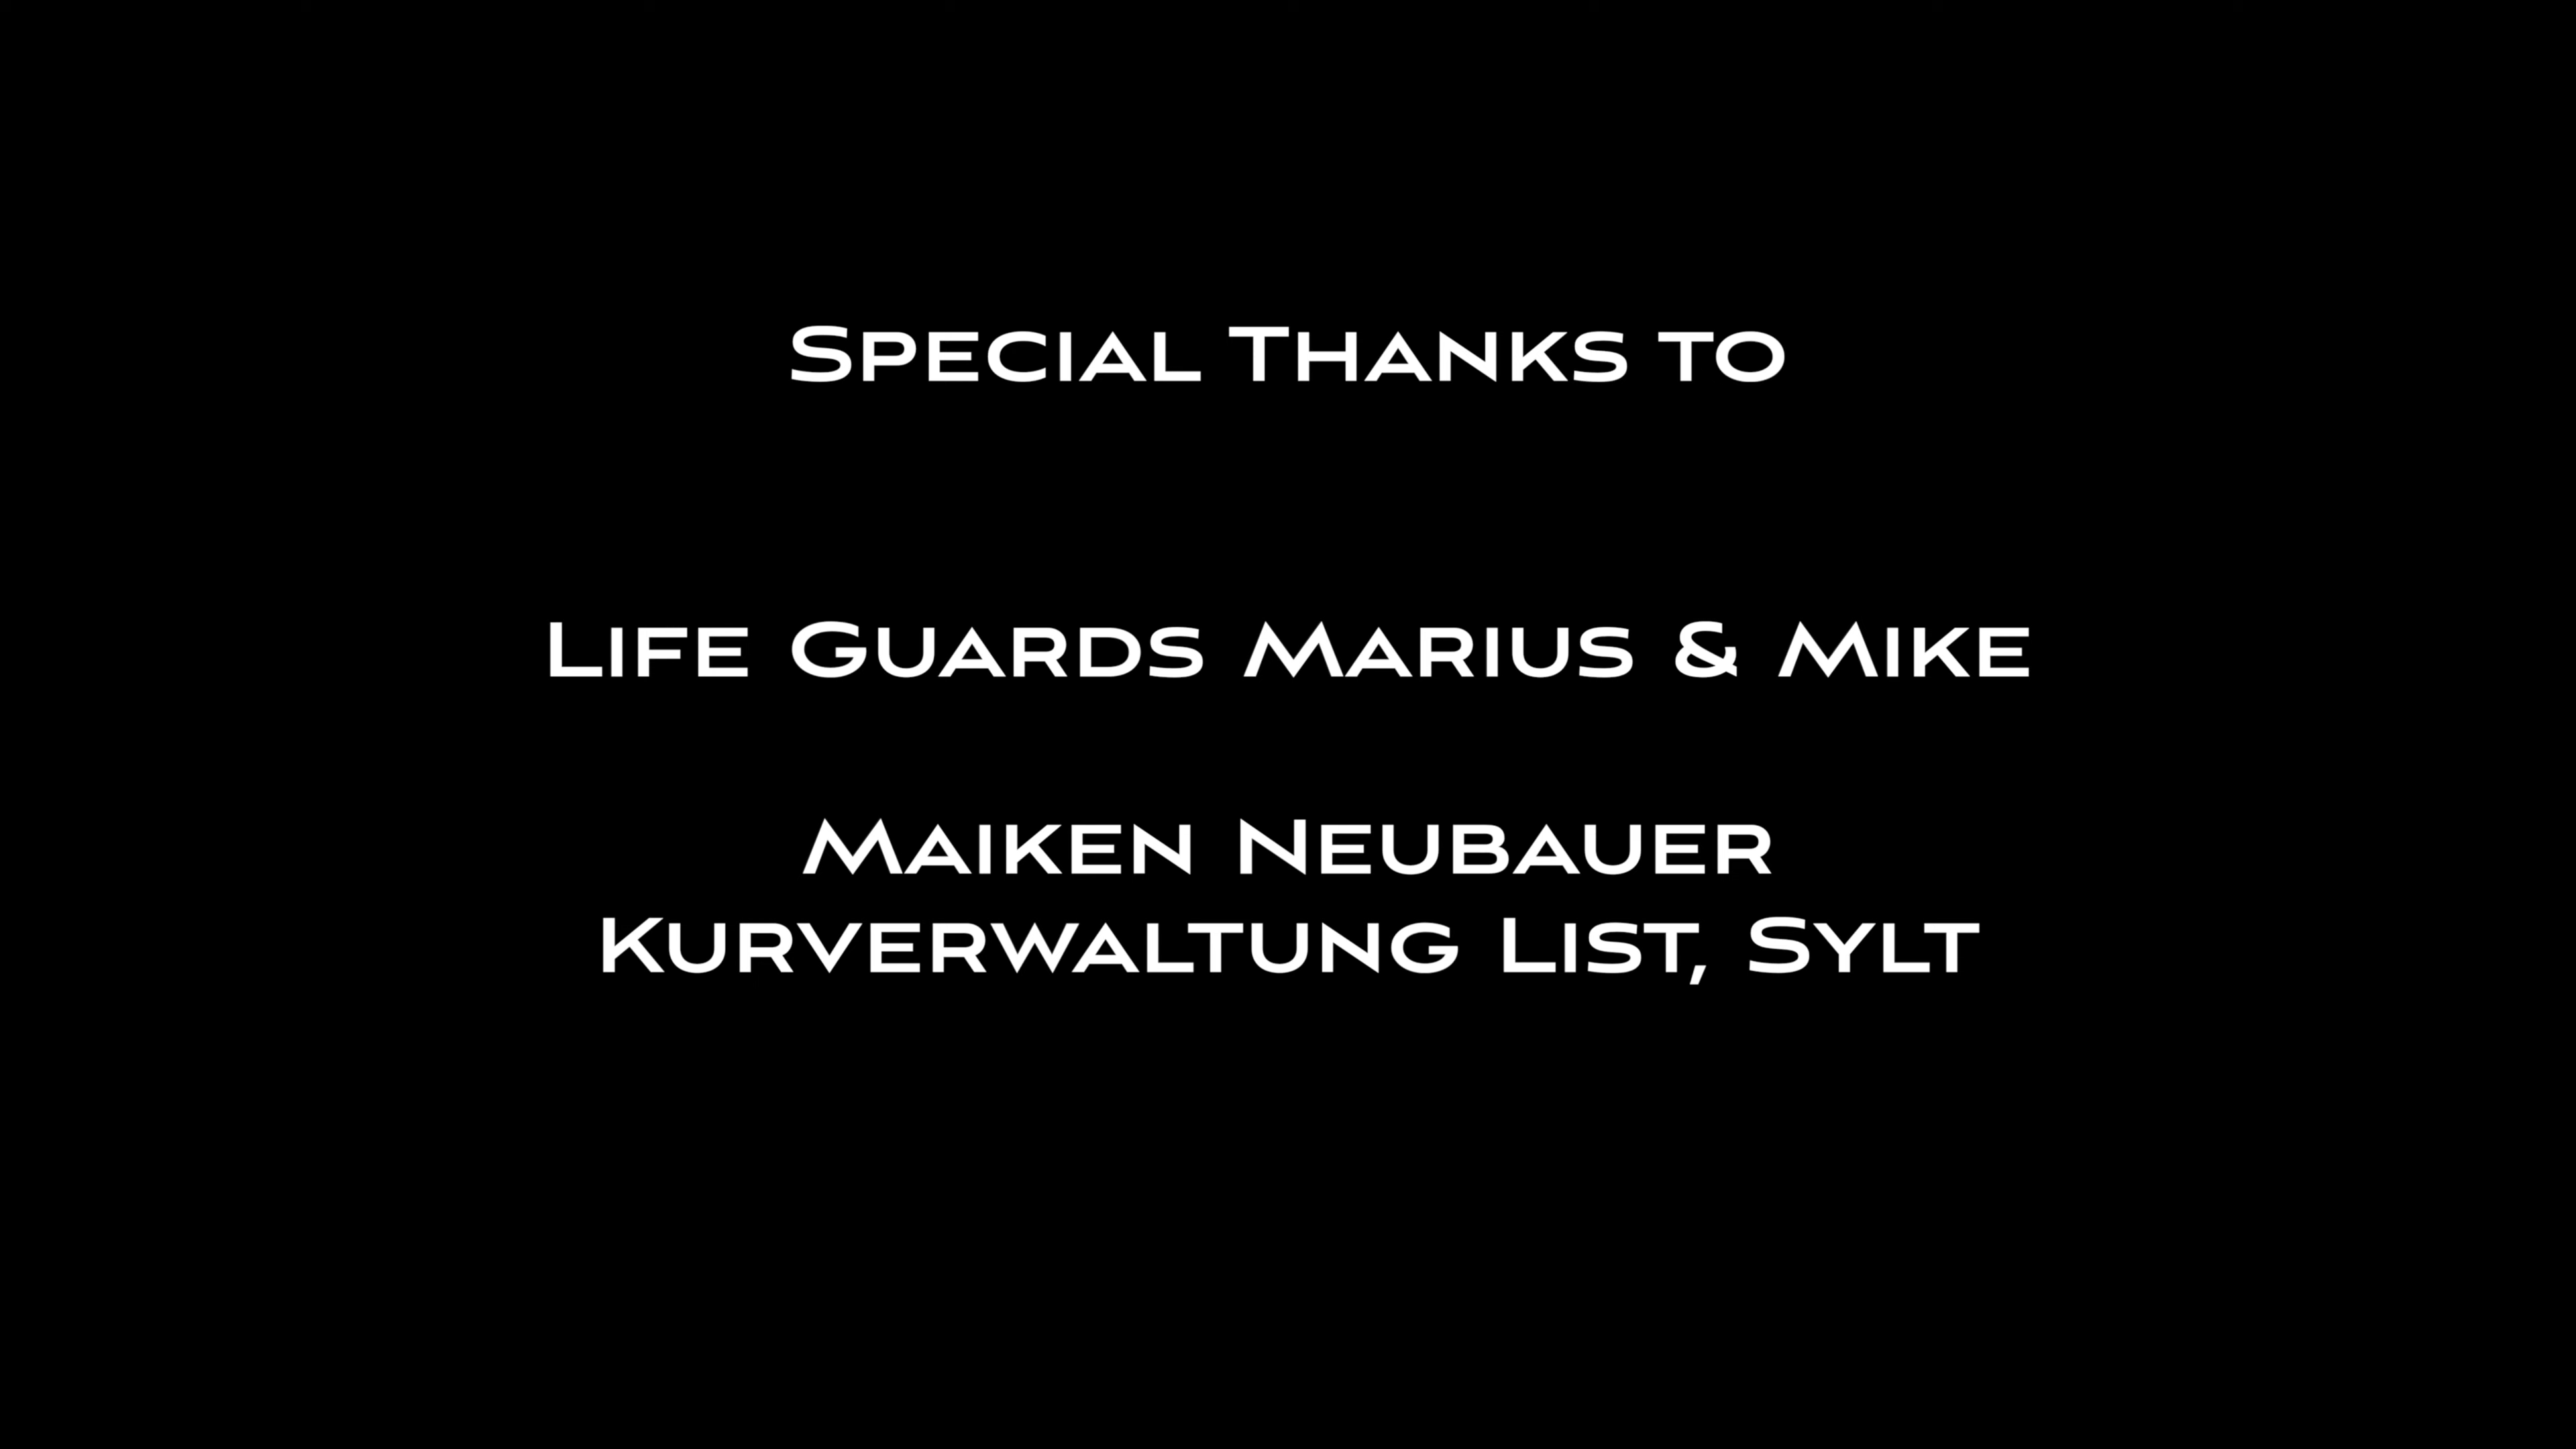 Special Thanks to
Life Guards Marius & Mike
Maiken Neubauer
Kurverwaltung List, Sylt